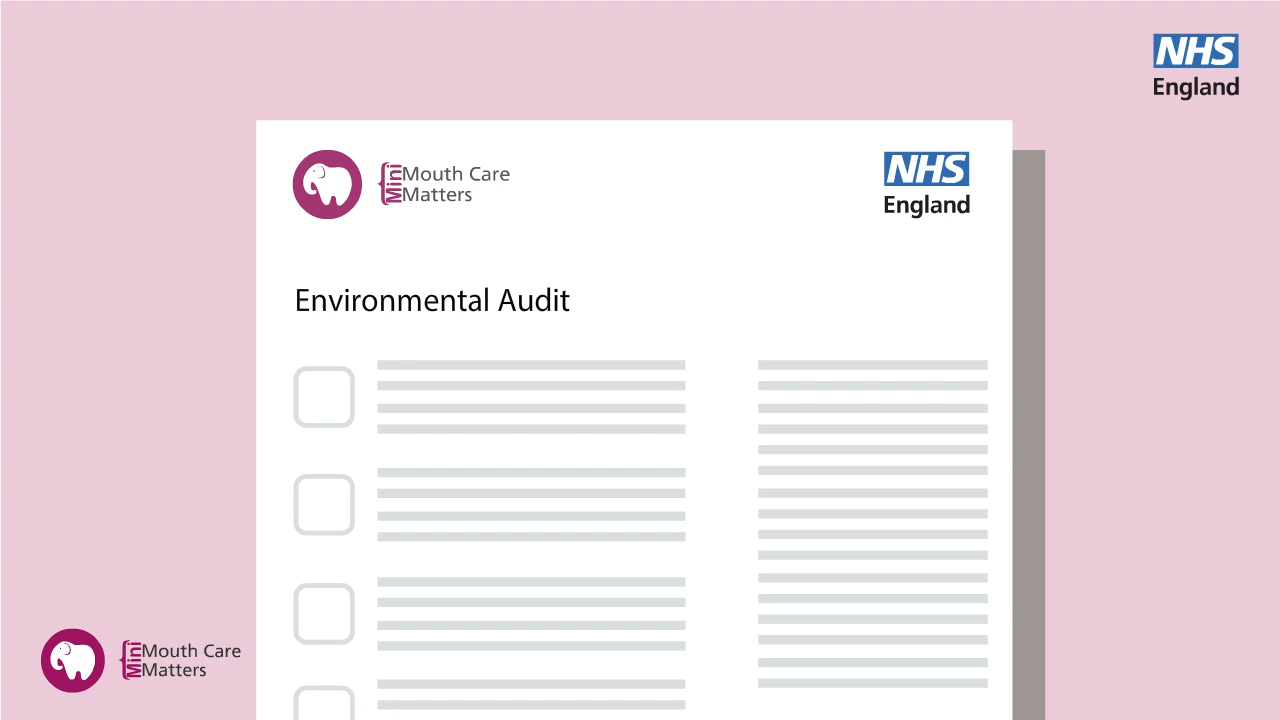 NHS
England
Mini
Mouth Care
Matters
NHS
England
Environmental Audit
Mini
Mouth Care
Matters